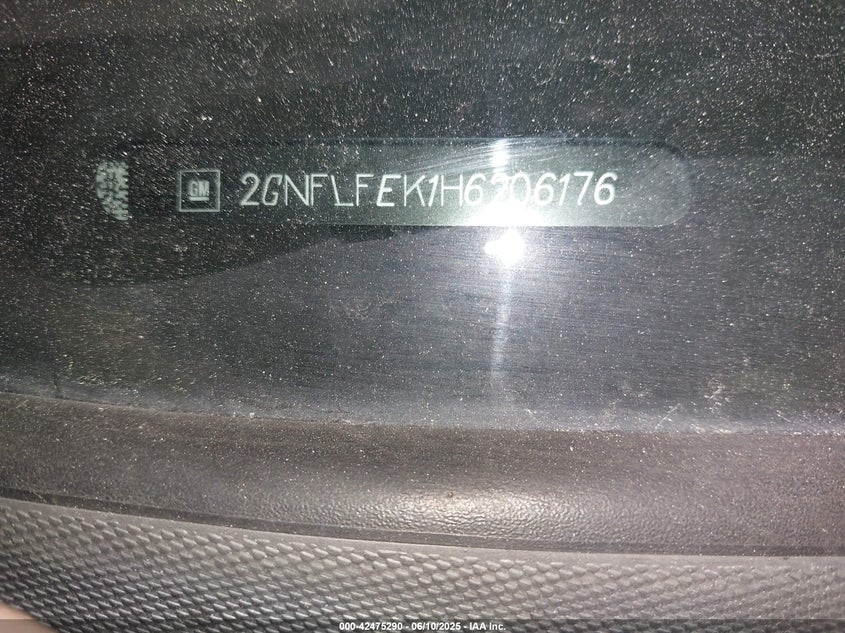 GM 2GNFLFEK1H6206176
000-42475290 - 06/10/2025 - IAA Inc.